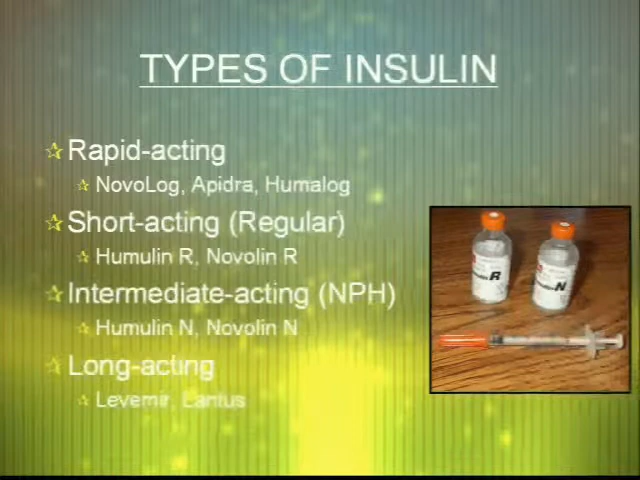 TYPES OF INSULIN
Rapid-acting
NovoLog, Apidra, Humalog
Short-acting (Regular)
Humulin R, Novolin R
Intermediate-acting (NPH)
Humulin N, Novolin N
Long-acting
Levemir, Lantus
R
N